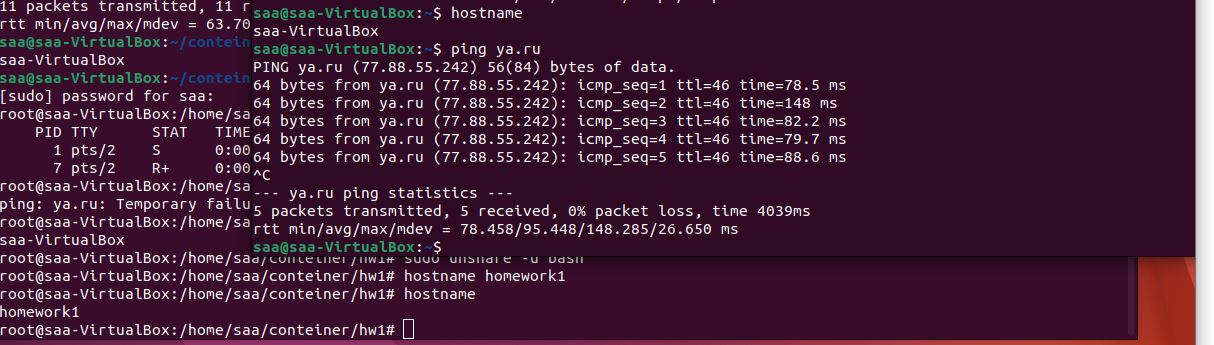 11 packets transmitted, 11 r
rtt min/avg/max/mdev = 63.70
saa@saa-VirtualBox:~/contein
saa-VirtualBox
saa@saa-VirtualBox:~/contein
[sudo] password for saa:
root@saa-VirtualBox:/home/sa
PID TTY      STAT   TIME
1 pts/2    S      0:00
7 pts/2    R+     0:00
root@saa-VirtualBox:/home/sa
ping: ya.ru: Temporary failu
root@saa-VirtualBox:/home/sa
saa-VirtualBox
root@saa-VirtualBox:/home/saa/conteiner/hw1# sudo unshare -u bash
root@saa-VirtualBox:/home/saa/conteiner/hw1# hostname homework1
root@saa-VirtualBox:/home/saa/conteiner/hw1# hostname
homework1
root@saa-VirtualBox:/home/saa/conteiner/hw1#
saa@saa-VirtualBox:~$ hostname
saa-VirtualBox
saa@saa-VirtualBox:~$ ping ya.ru
PING ya.ru (77.88.55.242) 56(84) bytes of data.
64 bytes from ya.ru (77.88.55.242): icmp_seq=1 ttl=46 time=78.5 ms
64 bytes from ya.ru (77.88.55.242): icmp_seq=2 ttl=46 time=148 ms
64 bytes from ya.ru (77.88.55.242): icmp_seq=3 ttl=46 time=82.2 ms
64 bytes from ya.ru (77.88.55.242): icmp_seq=4 ttl=46 time=79.7 ms
64 bytes from ya.ru (77.88.55.242): icmp_seq=5 ttl=46 time=88.6 ms
^C
--- ya.ru ping statistics ---
5 packets transmitted, 5 received, 0% packet loss, time 4039ms
rtt min/avg/max/mdev = 78.458/95.448/148.285/26.650 ms
saa@saa-VirtualBox:~$